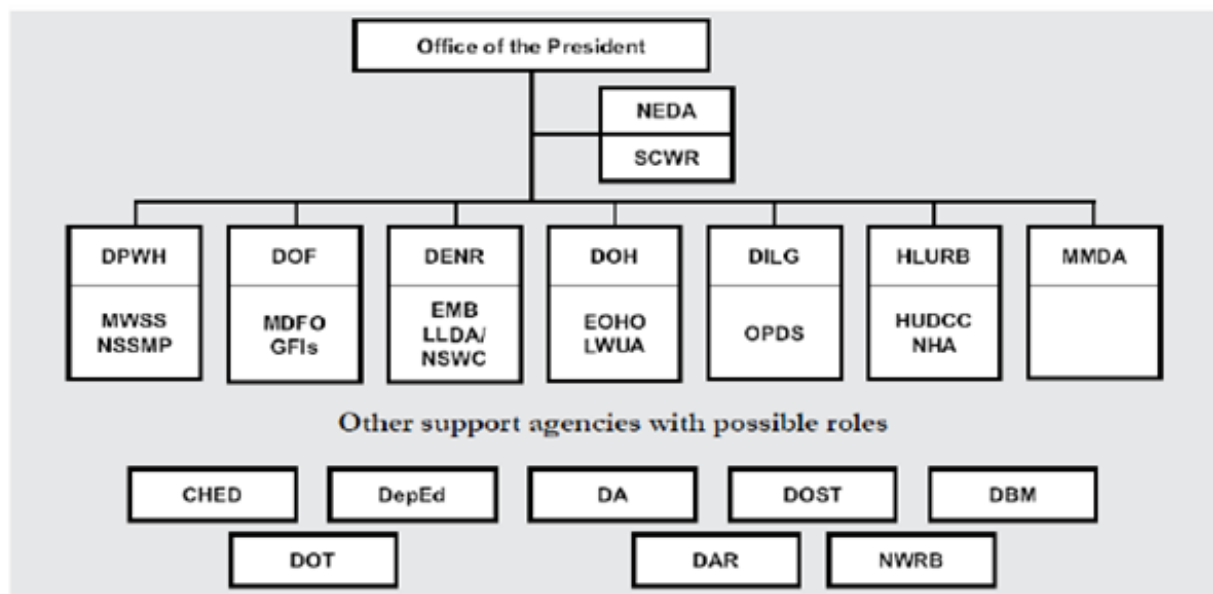 Office of the President
NEDA
SCWR
DPWH
MWSS
NSSMP
DOF
MDFO
GFIs
DENR
EMB
LLDA/
NSWC
DOH
EOHO
LWUA
DILG
OPDS
HLURB
HUDCC
NHA
MMDA
Other support agencies with possible roles
CHED
DepEd
DA
DOST
DBM
DOT
DAR
NWRB